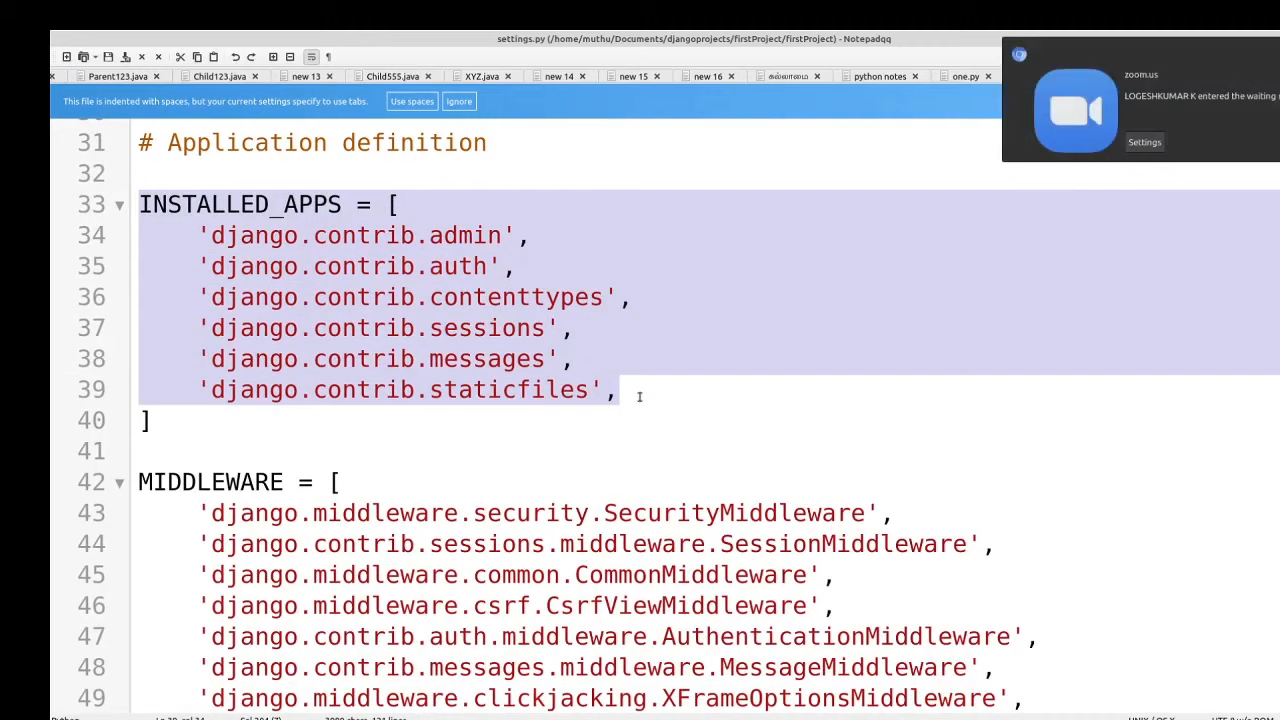 settings.py (/home/muthu/Documents/djangoprojects/firstProject/firstProject) - Notepadqq
Parent123.java
Child123.java
new 13
Child555.java
XYZ.java
new 14
new 15
new 16
கல்லாமை
python notes
one.py
This file is indented with spaces, but your current settings specify to use tabs.
Use spaces
Ignore
zoom.us
LOGESHKUMAR K entered the waiting
Settings
31 # Application definition
32
33 INSTALLED_APPS = [
34 'django.contrib.admin',
35 'django.contrib.auth',
36 'django.contrib.contenttypes',
37 'django.contrib.sessions',
38 'django.contrib.messages',
39 'django.contrib.staticfiles',
40 ]
41
42 MIDDLEWARE = [
43 'django.middleware.security.SecurityMiddleware',
44 'django.contrib.sessions.middleware.SessionMiddleware',
45 'django.middleware.common.CommonMiddleware',
46 'django.middleware.csrf.CsrfViewMiddleware',
47 'django.contrib.auth.middleware.AuthenticationMiddleware',
48 'django.contrib.messages.middleware.MessageMiddleware',
49 'django.middleware.clickjacking.XFrameOptionsMiddleware',